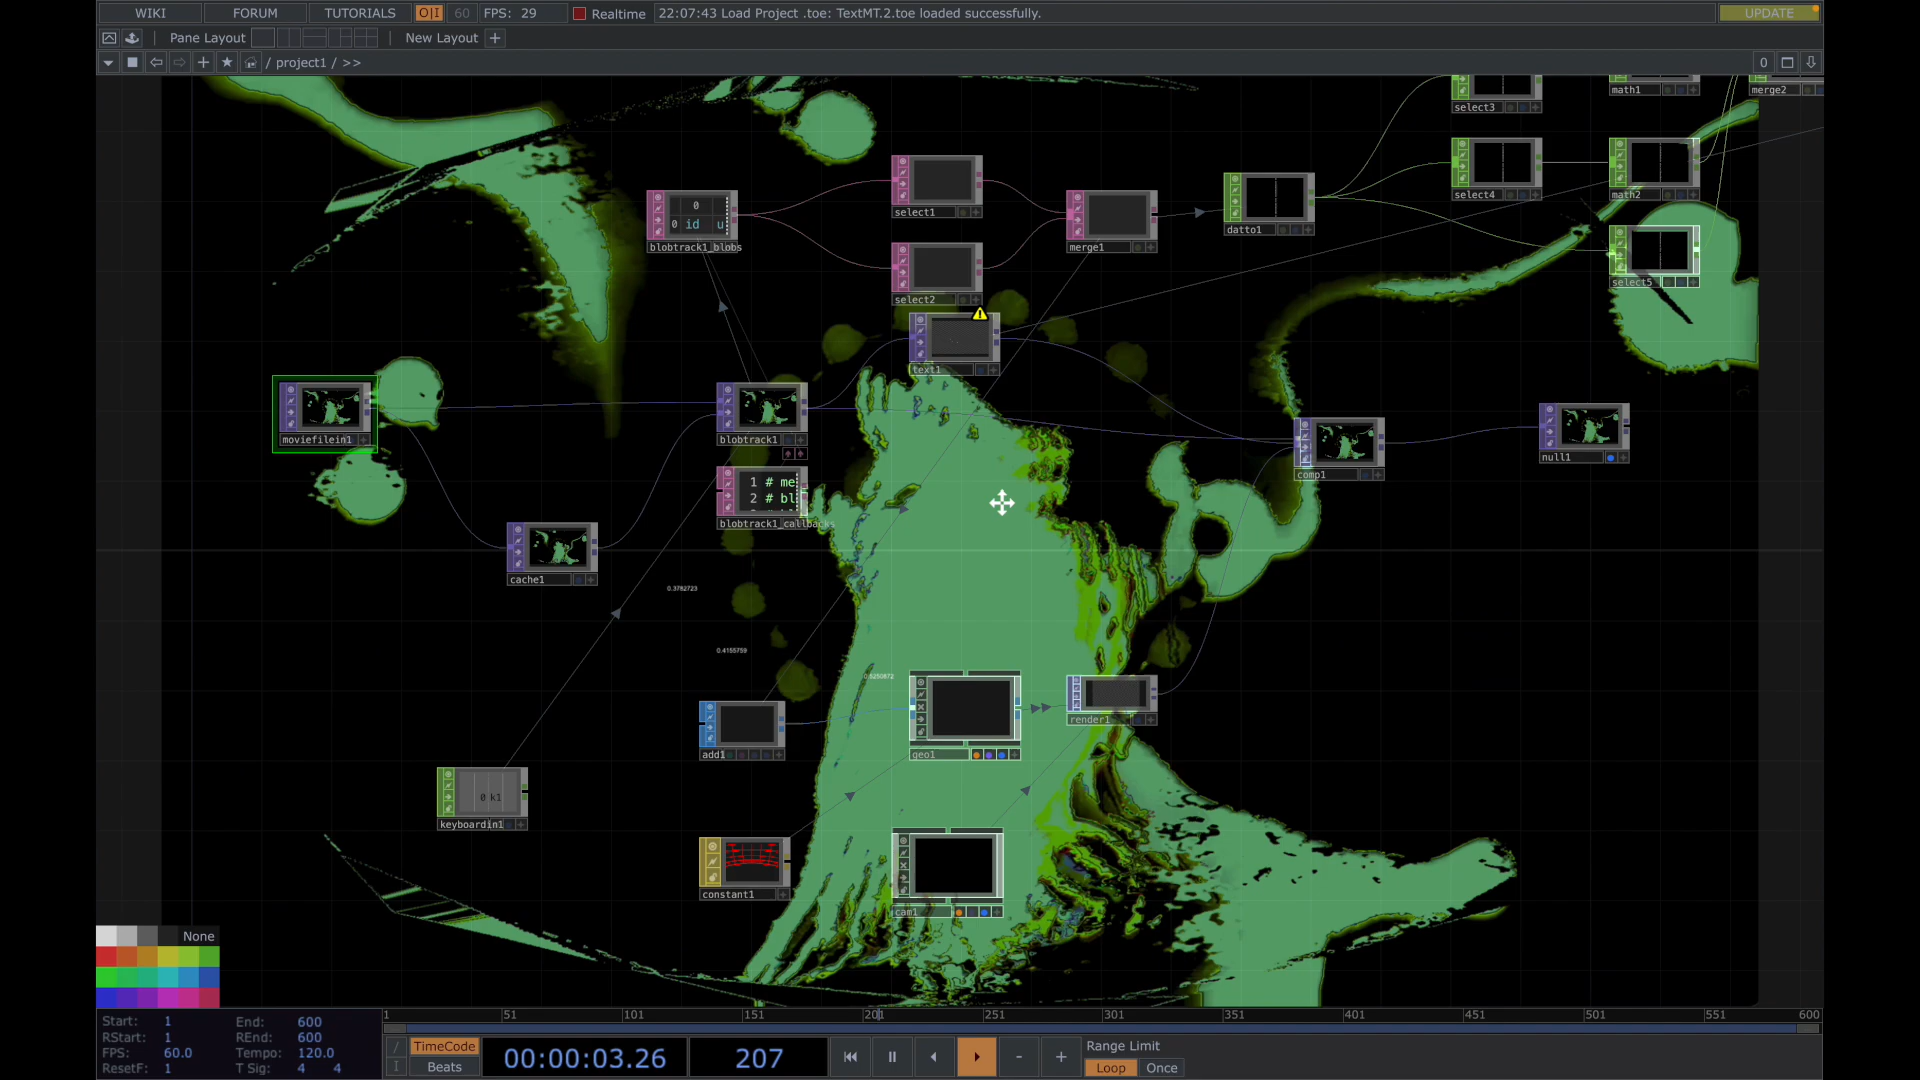 WIKI FORUM TUTORIALS O|I 60 FPS: 29 Realtime 22:07:43 Load Project .toe: TextMT.2.toe loaded successfully. UPDATE
Pane Layout New Layout +
/ project1 / >> 0
math1 merge2
select3
select4 math2
select1
0
0 id u
blobtrack1_blobs merge1 datto1
select5
select2
text1
moviefilein1 blobtrack1
comp1 null1
1 # me
2 # bl
blobtrack1_callbacks
cache1
0.3782723
0.4155759
0.5250872
render1
add1 geo1
0 k1
keyboardin1
constant1
cam1
None
Start: 1 End: 600
RStart: 1 REnd: 600
FPS: 60.0 Tempo: 120.0
ResetF: 1 T Sig: 4 4
1 51 101 151 201 251 301 351 401 451 501 551 600
TimeCode
Beats
00:00:03.26 207 - +
Range Limit
Loop Once